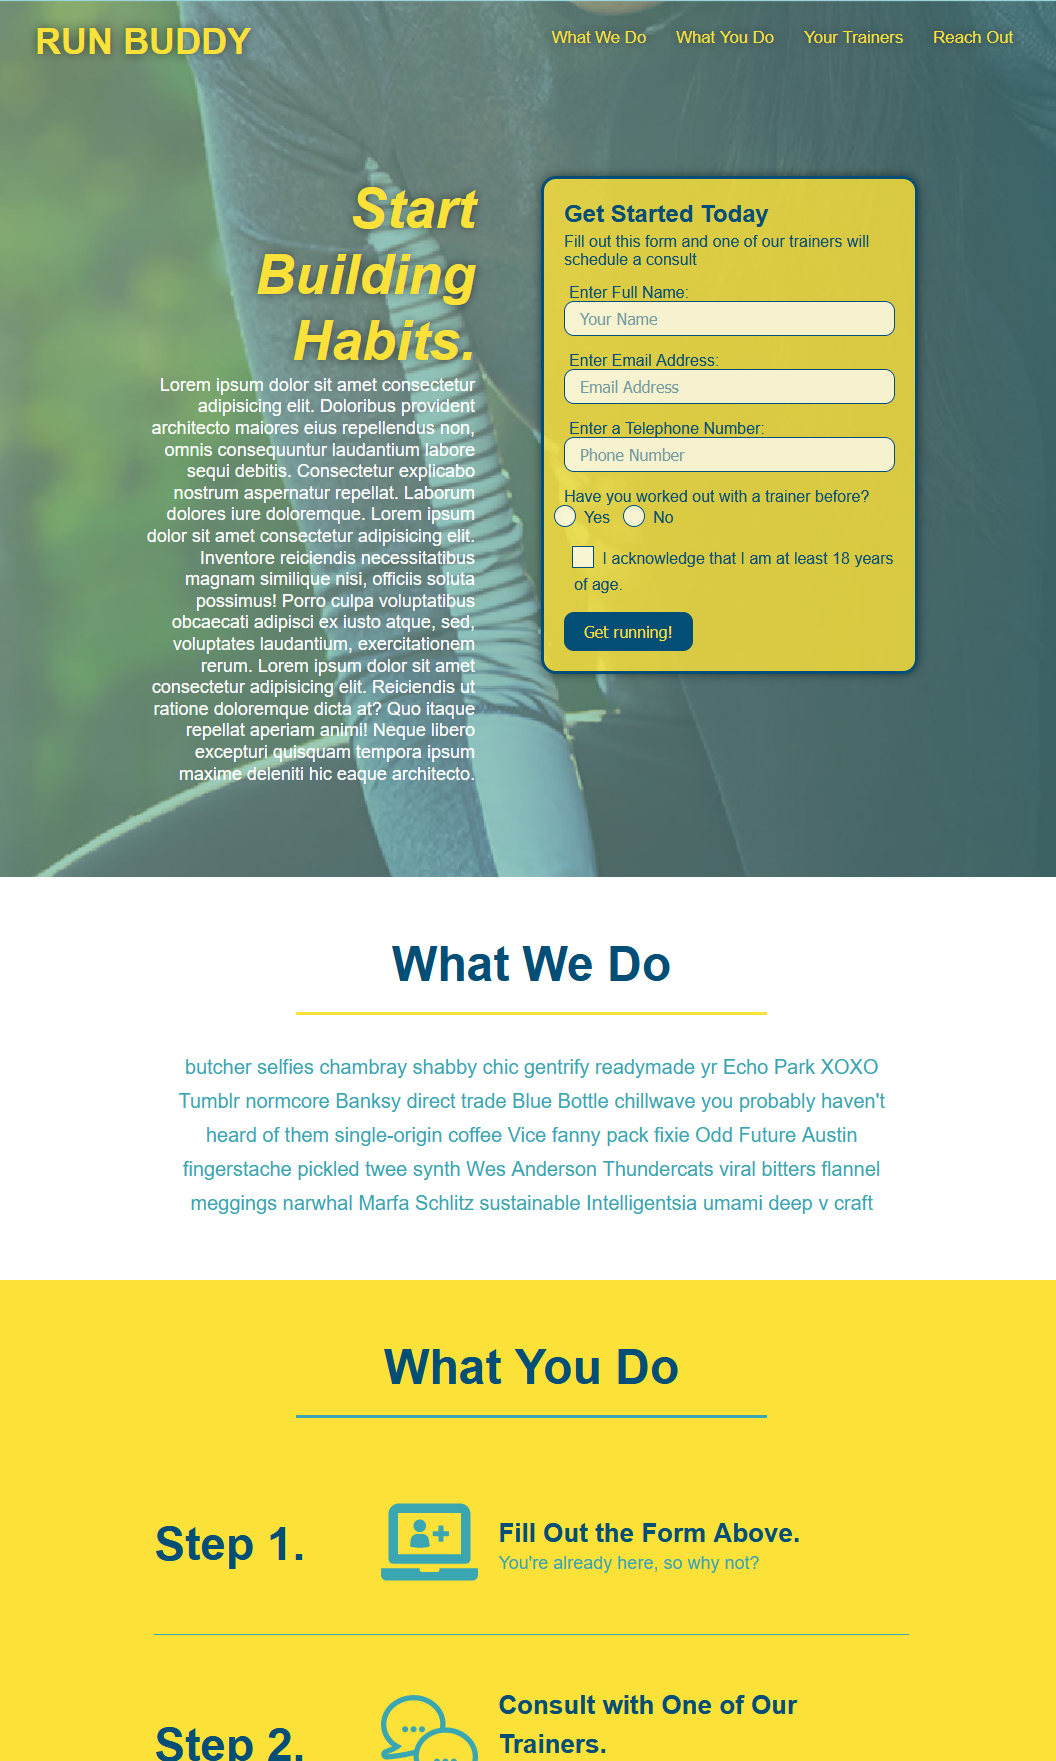 RUN BUDDY
What We Do What You Do Your Trainers Reach Out
Start
Building
Habits.
Lorem ipsum dolor sit amet consectetur
adipisicing elit. Doloribus provident
architecto maiores eius repellendus non,
omnis consequuntur laudantium labore
sequi debitis. Consectetur explicabo
nostrum aspernatur repellat. Laborum
dolores iure doloremque. Lorem ipsum
dolor sit amet consectetur adipisicing elit.
Inventore reiciendis necessitatibus
magnam similique nisi, officiis soluta
possimus! Porro culpa voluptatibus
obcaecati adipisci ex iusto atque, sed,
voluptates laudantium, exercitationem
rerum. Lorem ipsum dolor sit amet
consectetur adipisicing elit. Reiciendis ut
ratione doloremque dicta at? Quo itaque
repellat aperiam animi! Neque libero
excepturi quisquam tempora ipsum
maxime deleniti hic eaque architecto.
Get Started Today
Fill out this form and one of our trainers will
schedule a consult
Enter Full Name:
Your Name
Enter Email Address:
Email Address
Enter a Telephone Number:
Phone Number
Have you worked out with a trainer before?
Yes No
I acknowledge that I am at least 18 years
of age.
Get running!
What We Do
butcher selfies chambray shabby chic gentrify readymade yr Echo Park XOXO
Tumblr normcore Banksy direct trade Blue Bottle chillwave you probably haven't
heard of them single-origin coffee Vice fanny pack fixie Odd Future Austin
fingerstache pickled twee synth Wes Anderson Thundercats viral bitters flannel
meggings narwhal Marfa Schlitz sustainable Intelligentsia umami deep v craft
What You Do
Step 1.
Fill Out the Form Above.
You're already here, so why not?
Step 2.
Consult with One of Our
Trainers.